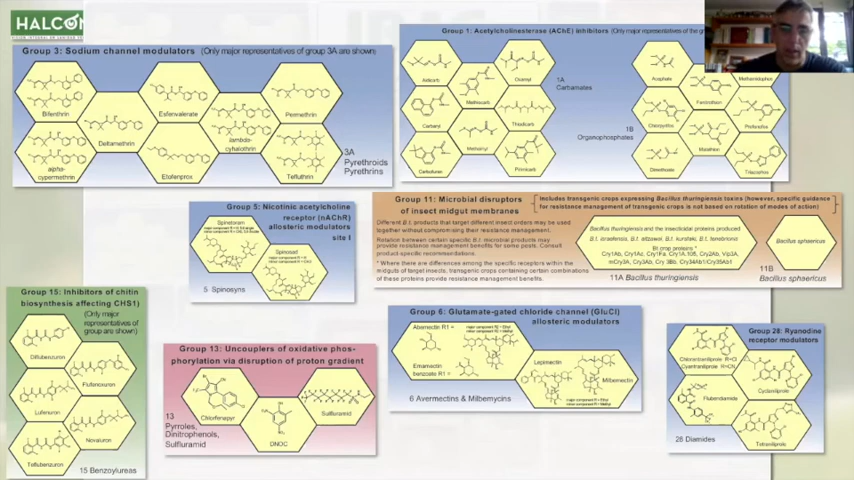 HALCON
Group 3: Sodium channel modulators (Only major representatives of group 3A are shown)
Bifenthrin
Esfenvalerate
Permethrin
Deltamethrin
lambda-
cyhalothrin
alpha-
cypermethrin
Etofenprox
Tefluthrin
3A
Pyrethroids
Pyrethrins
Group 1: Acetylcholinesterase (AChE) inhibitors (Only major representatives of the
Aldicarb
Oxamyl
Methiocarb
Carbaryl
Thiodicarb
Methomyl
Carbofuran
Pirimicarb
1A
Carbamates
1B
Organophosphates
Acephate
Methamidophos
Fenitrothion
Chlorpyrifos
Profenofos
Malathion
Dimethoate
Triazophos
Group 5: Nicotinic acetylcholine
receptor (nAChR)
allosteric modulators
site I
Spinetoram
Spinosad
5 Spinosyns
Group 11: Microbial disruptors
of insect midgut membranes
Includes transgenic crops expressing Bacillus thuringiensis toxins (however, specific guidance
for resistance management of transgenic crops is not based on rotation of modes of action)
Different B.t. products that target different insect orders may be used
together without compromising their resistance management.
Rotation between certain specific B.t. microbial products may
provide resistance management benefits for some pests. Consult
product-specific recommendations.
* Where there are differences among the specific receptors within the
midguts of target insects, transgenic crops containing certain combinations
of these proteins provide resistance management benefits.
Bacillus thuringiensis and the insecticidal proteins produced
B.t. israelensis, B.t. aizawai, B.t. kurstaki, B.t. tenebrionis
Bt crop proteins *
Cry1Ab, Cry1Ac, Cry1Fa, Cry1A.105, Cry2Ab, Vip3A,
mCry3A, Cry3Ab, Cry3Bb, Cry34Ab1/Cry35Ab1
11A Bacillus thuringiensis
Bacillus sphaericus
11B
Bacillus sphaericus
Group 15: Inhibitors of chitin
biosynthesis affecting CHS1)
(Only major
representatives of
group are shown)
Diflubenzuron
Flufenoxuron
Lufenuron
Novaluron
Teflubenzuron
15 Benzoylureas
Group 13: Uncouplers of oxidative phos-
phorylation via disruption of proton gradient
Chlorfenapyr
DNOC
Sulfluramid
13
Pyrroles,
Dinitrophenols,
Sulfluramid
Group 6: Glutamate-gated chloride channel (GluCl)
allosteric modulators
Abamectin R1 =
Emamectin
benzoate R1 =
Lepimectin
Milbemectin
6 Avermectins & Milbemycins
Group 28: Ryanodine
receptor modulators
Chlorantraniliprole R=Cl
Cyantraniliprole R=CN
Cyclaniliprole
Flubendiamide
Tetraniliprole
28 Diamides